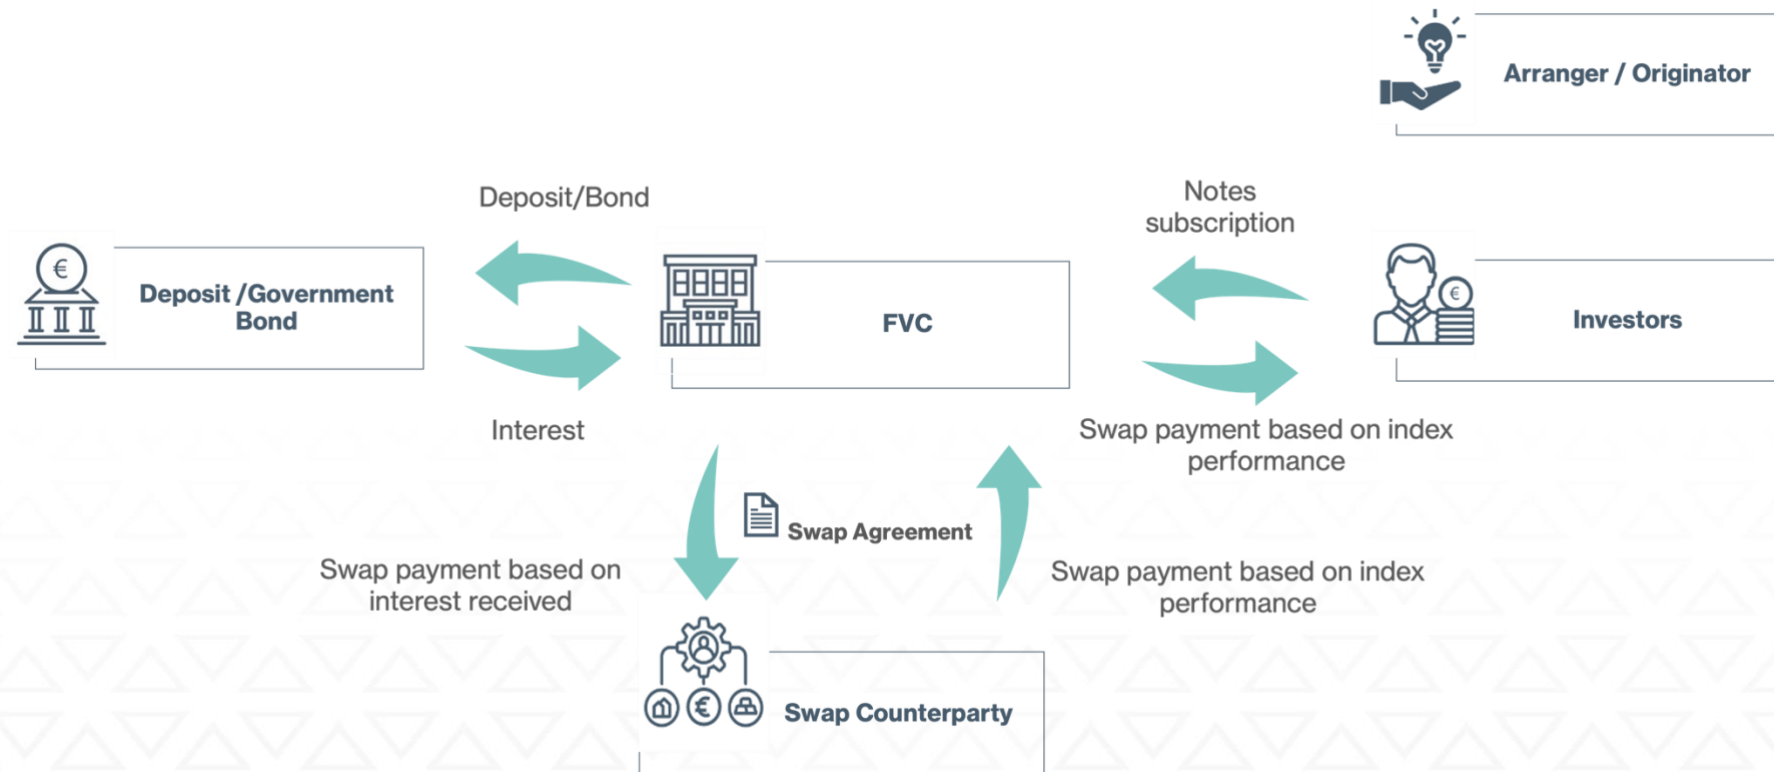 Arranger / Originator
Deposit/Bond
Notes
subscription
€
Deposit /Government
Bond
FVC
€
Investors
Interest
Swap payment based on index
performance
Swap Agreement
Swap payment based on
interest received
Swap payment based on index
performance
€
Swap Counterparty